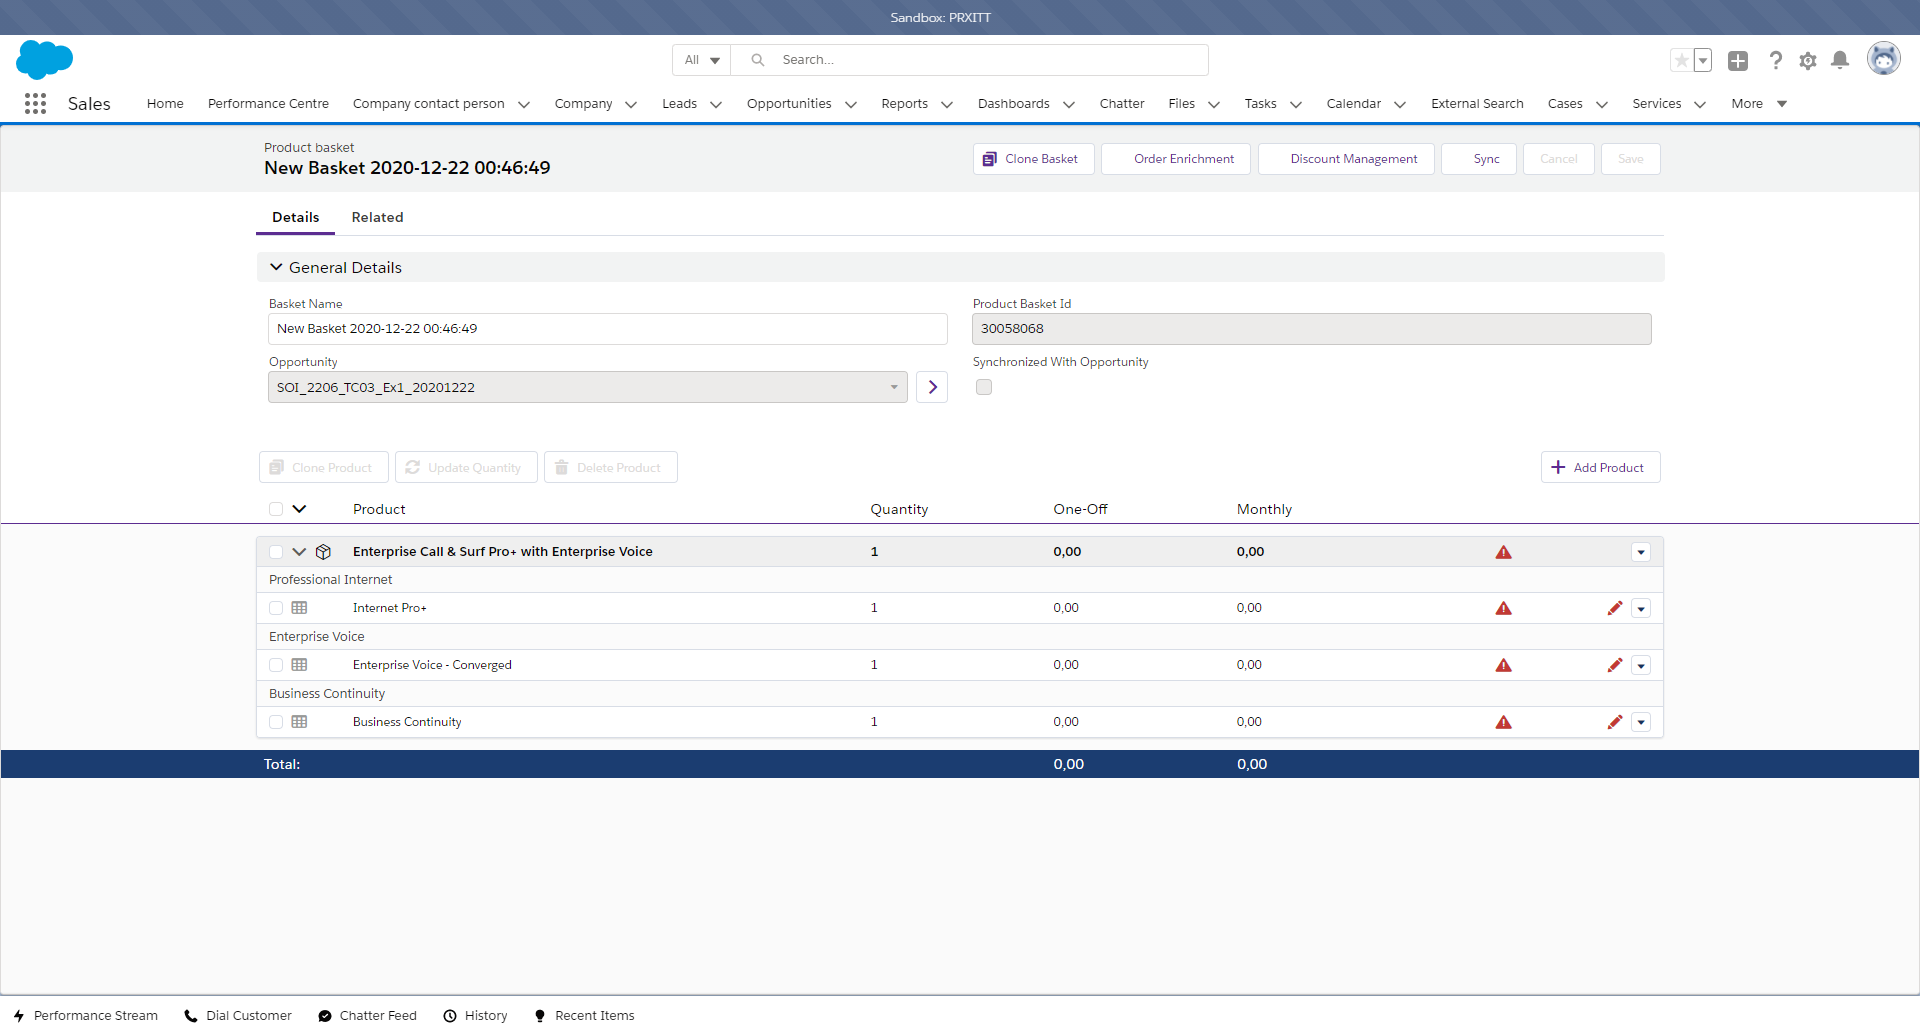 Sandbox: PRXITT
All Search...
Sales Home Performance Centre Company contact person Company Leads Opportunities Reports Dashboards Chatter Files Tasks Calendar External Search Cases Services More
Product basket
New Basket 2020-12-22 00:46:49
Clone Basket Order Enrichment Discount Management Sync Cancel Save
Details Related
General Details
Basket Name Product Basket Id
New Basket 2020-12-22 00:46:49 30058068
Opportunity Synchronized With Opportunity
SOI_2206_TC03_Ex1_20201222
Clone Product Update Quantity Delete Product Add Product
Product Quantity One-Off Monthly
Enterprise Call & Surf Pro+ with Enterprise Voice 1 0,00 0,00
Professional Internet
Internet Pro+ 1 0,00 0,00
Enterprise Voice
Enterprise Voice - Converged 1 0,00 0,00
Business Continuity
Business Continuity 1 0,00 0,00
Total: 0,00 0,00
Performance Stream Dial Customer Chatter Feed History Recent Items